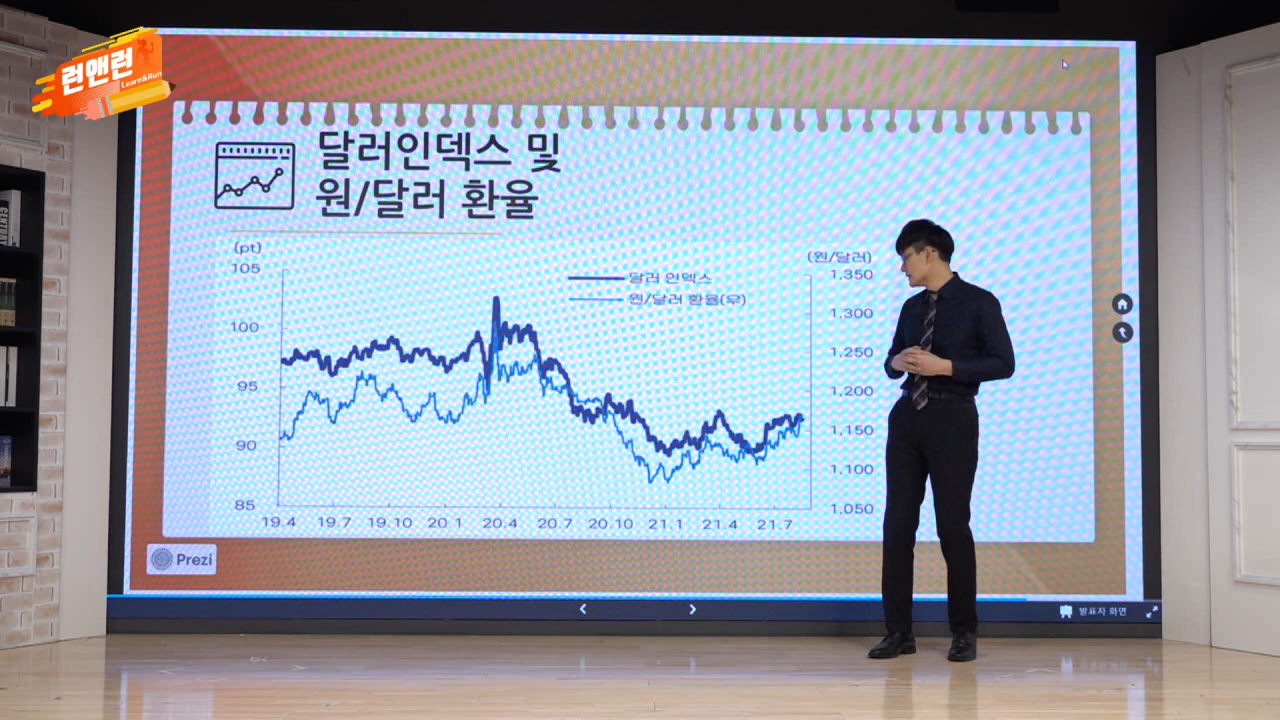 런앤런
Learn&Run
달러인덱스 및
원/달러 환율
(pt)
(원/달러)
달러 인덱스
원/달러 환율(우)
105
100
95
90
85
1,350
1,300
1,250
1,200
1,150
1,100
1,050
19.4 19.7 19.10 20.1 20.4 20.7 20.10 21.1 21.4 21.7
Prezi
발표자 화면